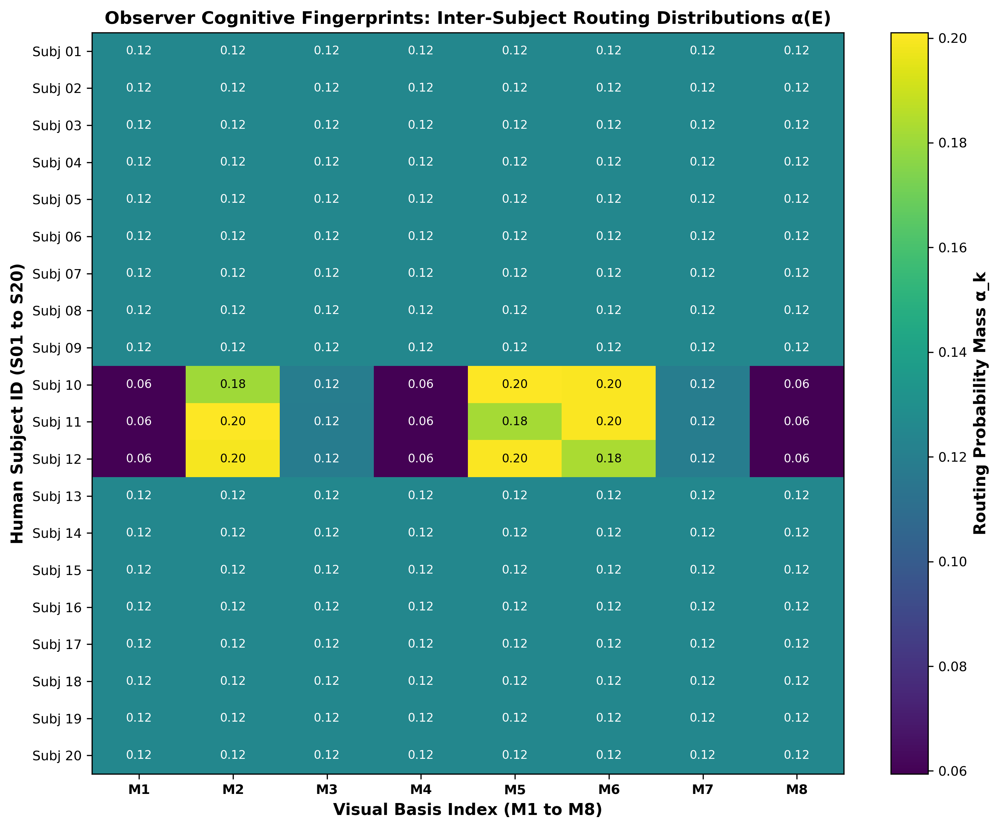 Observer Cognitive Fingerprints: Inter-Subject Routing Distributions α(E)
Subj 01 0.12 0.12 0.12 0.12 0.12 0.12 0.12 0.12
Subj 02 0.12 0.12 0.12 0.12 0.12 0.12 0.12 0.12
Subj 03 0.12 0.12 0.12 0.12 0.12 0.12 0.12 0.12
Subj 04 0.12 0.12 0.12 0.12 0.12 0.12 0.12 0.12
Subj 05 0.12 0.12 0.12 0.12 0.12 0.12 0.12 0.12
Subj 06 0.12 0.12 0.12 0.12 0.12 0.12 0.12 0.12
Subj 07 0.12 0.12 0.12 0.12 0.12 0.12 0.12 0.12
Subj 08 0.12 0.12 0.12 0.12 0.12 0.12 0.12 0.12
Subj 09 0.12 0.12 0.12 0.12 0.12 0.12 0.12 0.12
Subj 10 0.06 0.18 0.12 0.06 0.20 0.20 0.12 0.06
Subj 11 0.06 0.20 0.12 0.06 0.18 0.20 0.12 0.06
Subj 12 0.06 0.20 0.12 0.06 0.20 0.18 0.12 0.06
Subj 13 0.12 0.12 0.12 0.12 0.12 0.12 0.12 0.12
Subj 14 0.12 0.12 0.12 0.12 0.12 0.12 0.12 0.12
Subj 15 0.12 0.12 0.12 0.12 0.12 0.12 0.12 0.12
Subj 16 0.12 0.12 0.12 0.12 0.12 0.12 0.12 0.12
Subj 17 0.12 0.12 0.12 0.12 0.12 0.12 0.12 0.12
Subj 18 0.12 0.12 0.12 0.12 0.12 0.12 0.12 0.12
Subj 19 0.12 0.12 0.12 0.12 0.12 0.12 0.12 0.12
Subj 20 0.12 0.12 0.12 0.12 0.12 0.12 0.12 0.12
M1 M2 M3 M4 M5 M6 M7 M8
Visual Basis Index (M1 to M8)
Human Subject ID (S01 to S20)
0.20
0.18
0.16
0.14
0.12
0.10
0.08
0.06
Routing Probability Mass α_k